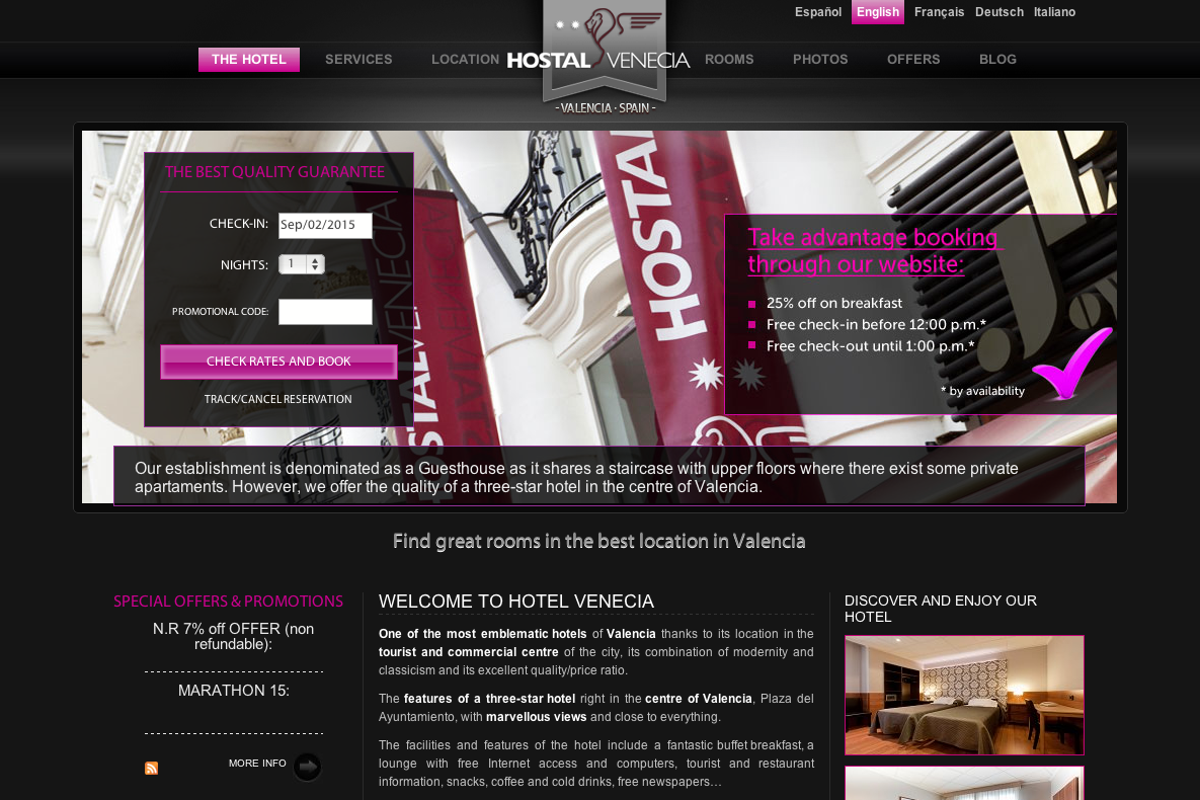 Español English Français Deutsch Italiano
THE HOTEL SERVICES LOCATION HOSTAL VENECIA ROOMS PHOTOS OFFERS BLOG
- VALENCIA · SPAIN -
THE BEST QUALITY GUARANTEE
CHECK-IN: Sep/02/2015
NIGHTS: 1
PROMOTIONAL CODE:
CHECK RATES AND BOOK
TRACK/CANCEL RESERVATION
HOSTAL
Take advantage booking
through our website:
25% off on breakfast
Free check-in before 12:00 p.m.*
Free check-out until 1:00 p.m.*
* by availability
Our establishment is denominated as a Guesthouse as it shares a staircase with upper floors where there exist some private
apartaments. However, we offer the quality of a three-star hotel in the centre of Valencia.
Find great rooms in the best location in Valencia
SPECIAL OFFERS & PROMOTIONS
N.R 7% off OFFER (non
refundable):
MARATHON 15:
MORE INFO
WELCOME TO HOTEL VENECIA
One of the most emblematic hotels of Valencia thanks to its location in the
tourist and commercial centre of the city, its combination of modernity and
classicism and its excellent quality/price ratio.
The features of a three-star hotel right in the centre of Valencia, Plaza del
Ayuntamiento, with marvellous views and close to everything.
The facilities and features of the hotel include a fantastic buffet breakfast, a
lounge with free Internet access and computers, tourist and restaurant
information, snacks, coffee and cold drinks, free newspapers…
DISCOVER AND ENJOY OUR
HOTEL